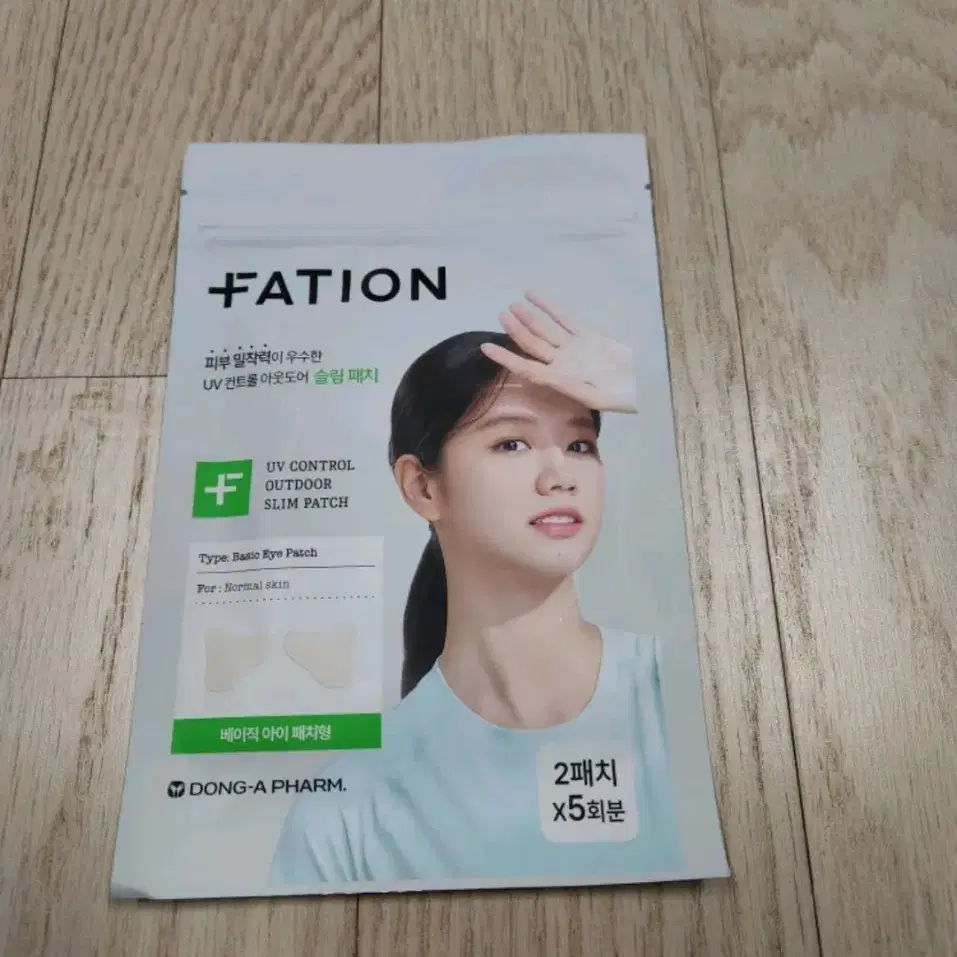 FATION
피부 밀착력이 우수한
UV 컨트롤 아웃도어 슬림 패치
UV CONTROL
OUTDOOR
SLIM PATCH
Type: Basic Eye Patch
For : Normal skin
베이직 아이 패치형
DONG-A PHARM.
2패치
x5회분